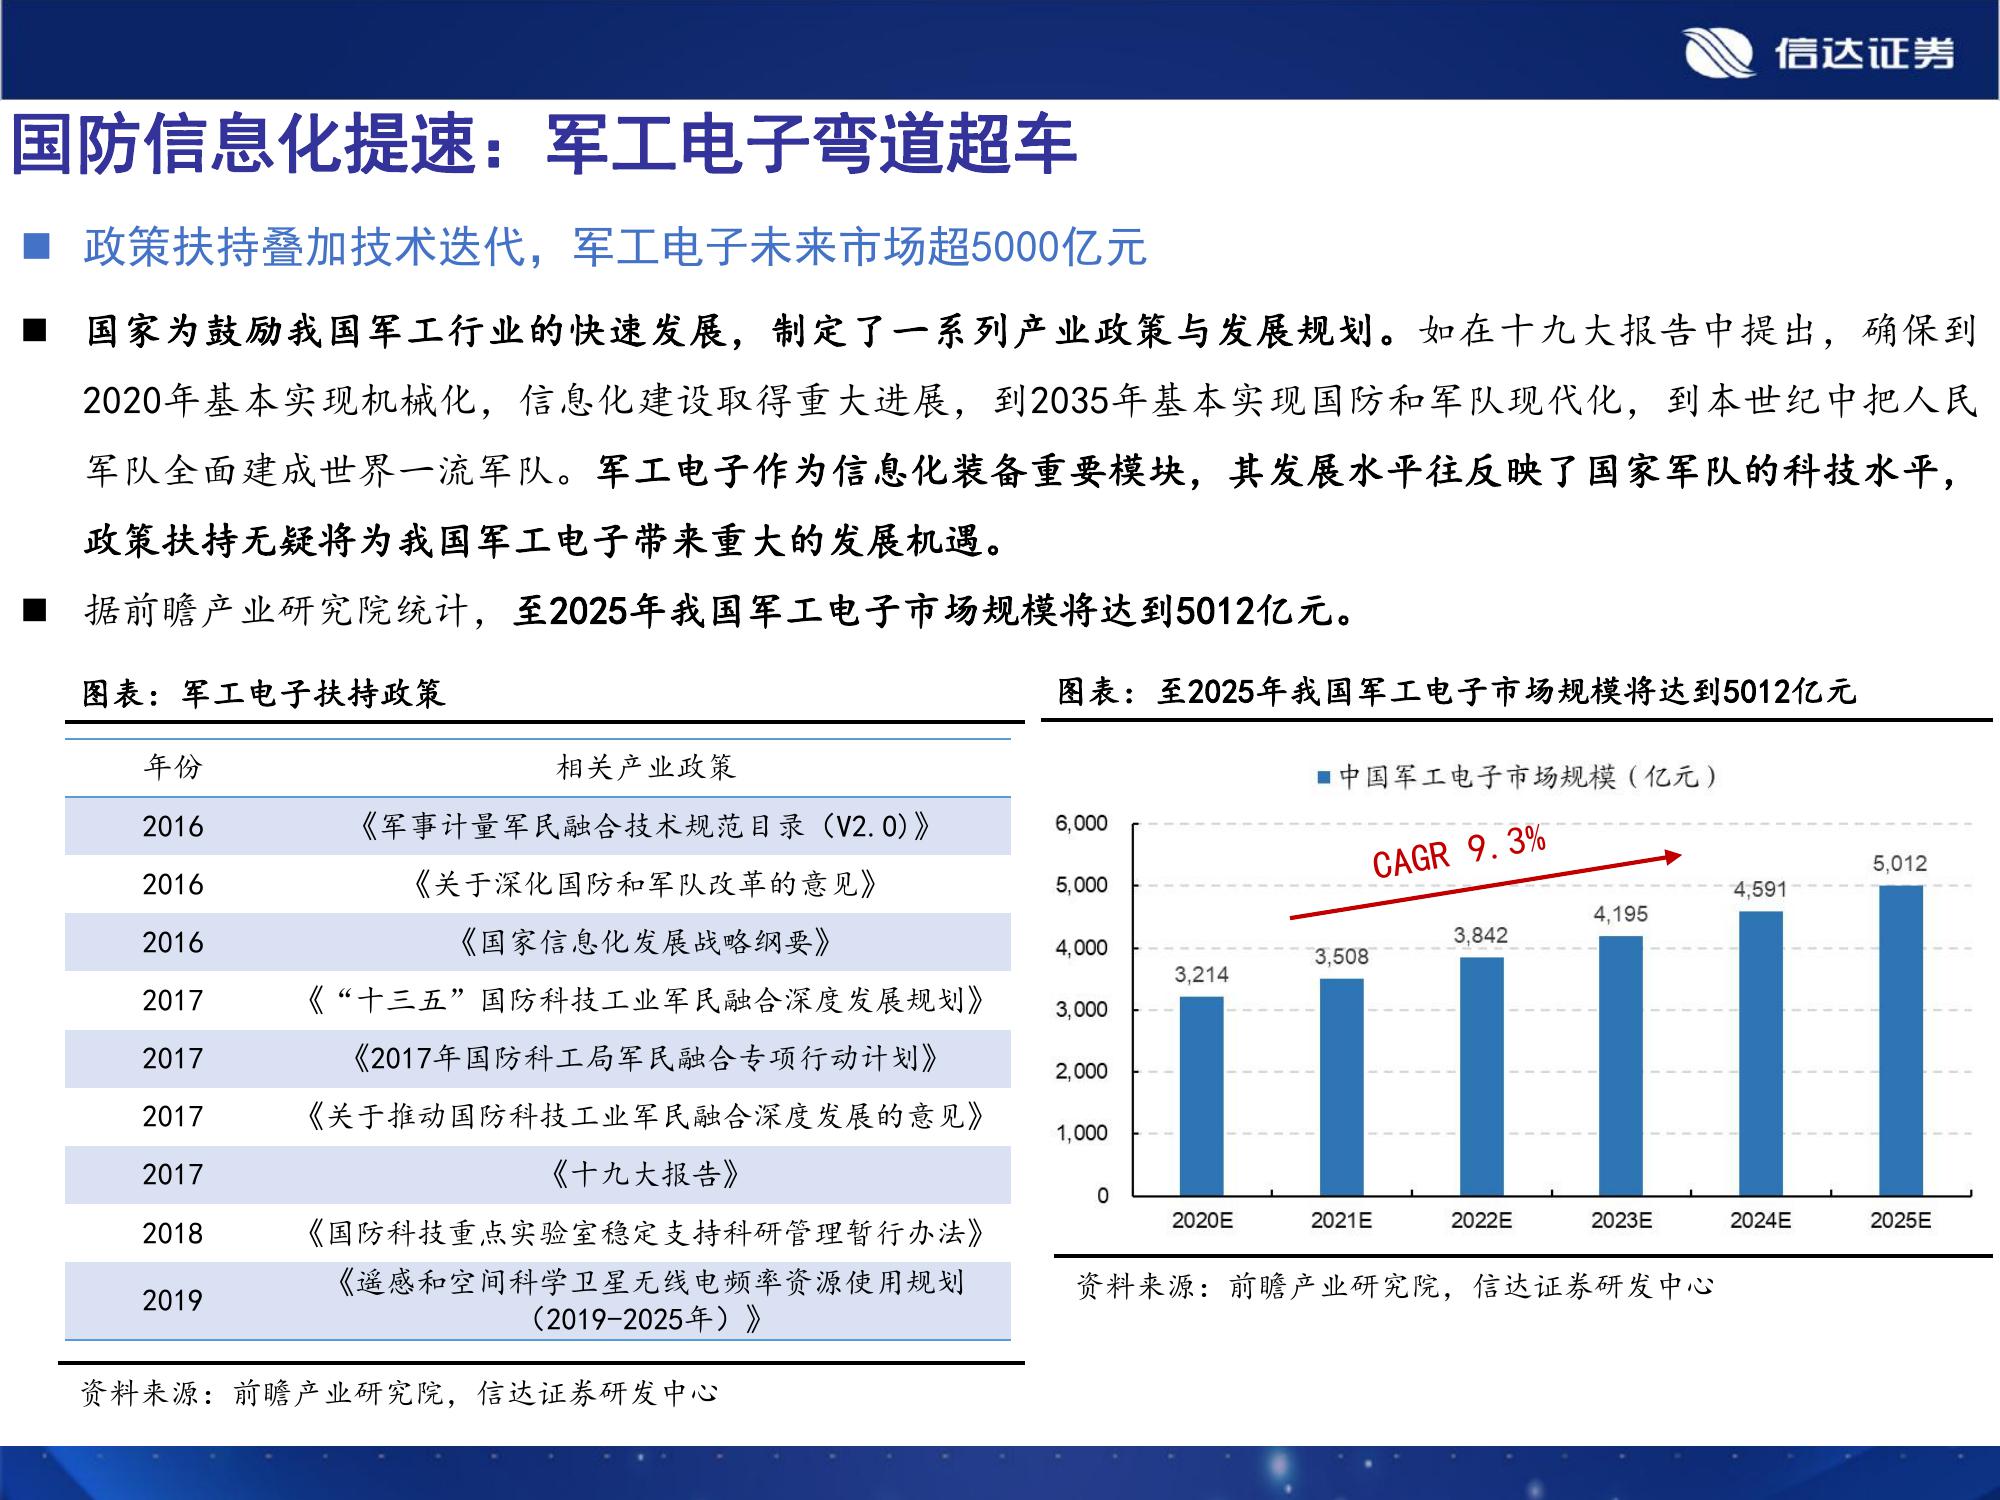 信达证券
国防信息化提速：军工电子弯道超车
■ 政策扶持叠加技术迭代，军工电子未来市场超5000亿元
■ 国家为鼓励我国军工行业的快速发展，制定了一系列产业政策与发展规划。如在十九大报告中提出，确保到
2020年基本实现机械化，信息化建设取得重大进展，到2035年基本实现国防和军队现代化，到本世纪中把人民
军队全面建成世界一流军队。军工电子作为信息化装备重要模块，其发展水平往反映了国家军队的科技水平，
政策扶持无疑将为我国军工电子带来重大的发展机遇。
■ 据前瞻产业研究院统计，至2025年我国军工电子市场规模将达到5012亿元。
图表：军工电子扶持政策
年份 相关产业政策
2016 《军事计量军民融合技术规范目录（V2.0)》
2016 《关于深化国防和军队改革的意见》
2016 《国家信息化发展战略纲要》
2017 《“十三五”国防科技工业军民融合深度发展规划》
2017 《2017年国防科工局军民融合专项行动计划》
2017 《关于推动国防科技工业军民融合深度发展的意见》
2017 《十九大报告》
2018 《国防科技重点实验室稳定支持科研管理暂行办法》
2019 《遥感和空间科学卫星无线电频率资源使用规划
（2019-2025年）》
资料来源：前瞻产业研究院，信达证券研发中心
图表：至2025年我国军工电子市场规模将达到5012亿元
中国军工电子市场规模（亿元）
CAGR 9.3%
6,000
5,000
4,000
3,000
2,000
1,000
0
3,214
3,508
3,842
4,195
4,591
5,012
2020E 2021E 2022E 2023E 2024E 2025E
资料来源：前瞻产业研究院，信达证券研发中心